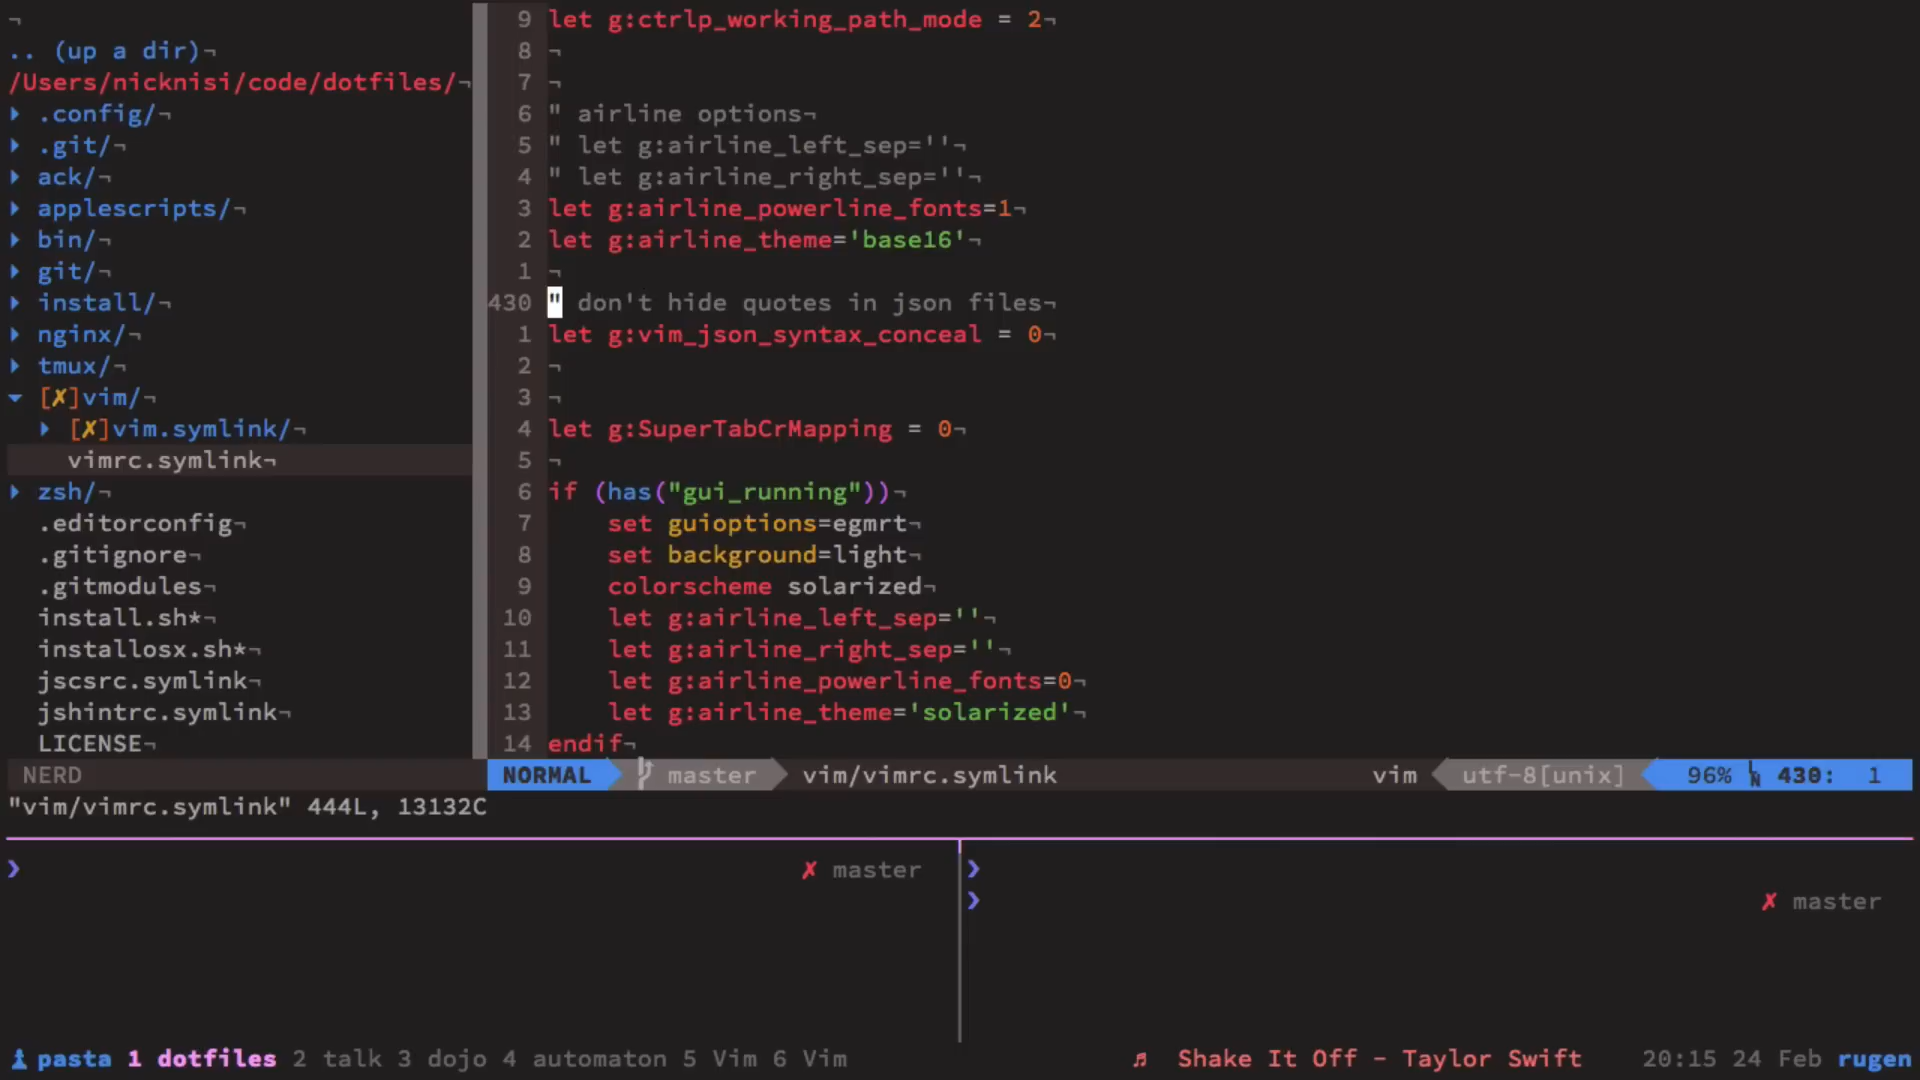 ¬
.. (up a dir)¬
/Users/nicknisi/code/dotfiles/¬
▸ .config/¬
▸ .git/¬
▸ ack/¬
▸ applescripts/¬
▸ bin/¬
▸ git/¬
▸ install/¬
▸ nginx/¬
▸ tmux/¬
▾ [✗]vim/¬
▸ [✗]vim.symlink/¬
vimrc.symlink¬
▸ zsh/¬
.editorconfig¬
.gitignore¬
.gitmodules¬
install.sh*¬
installosx.sh*¬
jscsrc.symlink¬
jshintrc.symlink¬
LICENSE¬
NERD
9 let g:ctrlp_working_path_mode = 2¬
8 ¬
7 ¬
6 " airline options¬
5 " let g:airline_left_sep=''¬
4 " let g:airline_right_sep=''¬
3 let g:airline_powerline_fonts=1¬
2 let g:airline_theme='base16'¬
1 ¬
430 " don't hide quotes in json files¬
1 let g:vim_json_syntax_conceal = 0¬
2 ¬
3 ¬
4 let g:SuperTabCrMapping = 0¬
5 ¬
6 if (has("gui_running"))¬
7     set guioptions=egmrt¬
8     set background=light¬
9     colorscheme solarized¬
10     let g:airline_left_sep=''¬
11     let g:airline_right_sep=''¬
12     let g:airline_powerline_fonts=0¬
13     let g:airline_theme='solarized'¬
14 endif¬
NORMAL master vim/vimrc.symlink vim utf-8[unix] 96% LN 430: 1
"vim/vimrc.symlink" 444L, 13132C
❯ ✗ master
❯
❯ ✗ master
pasta 1 dotfiles 2 talk 3 dojo 4 automaton 5 Vim 6 Vim ♬ Shake It Off - Taylor Swift 20:15 24 Feb rugen